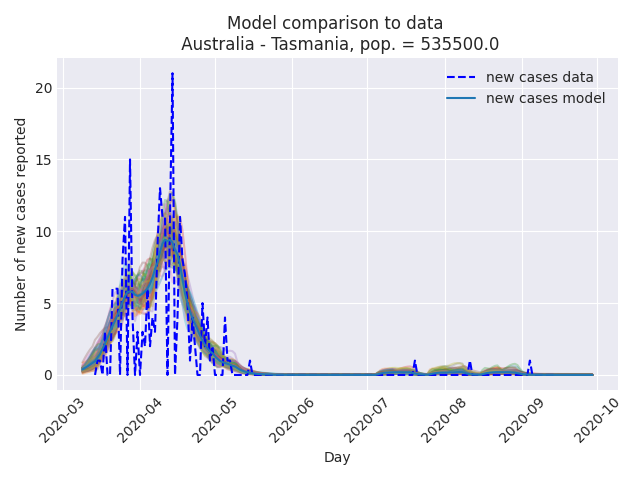 Model comparison to data
Australia - Tasmania, pop. = 535500.0
new cases data
new cases model
Number of new cases reported
20
15
10
5
0
2020-03
2020-04
2020-05
2020-06
2020-07
2020-08
2020-09
2020-10
Day